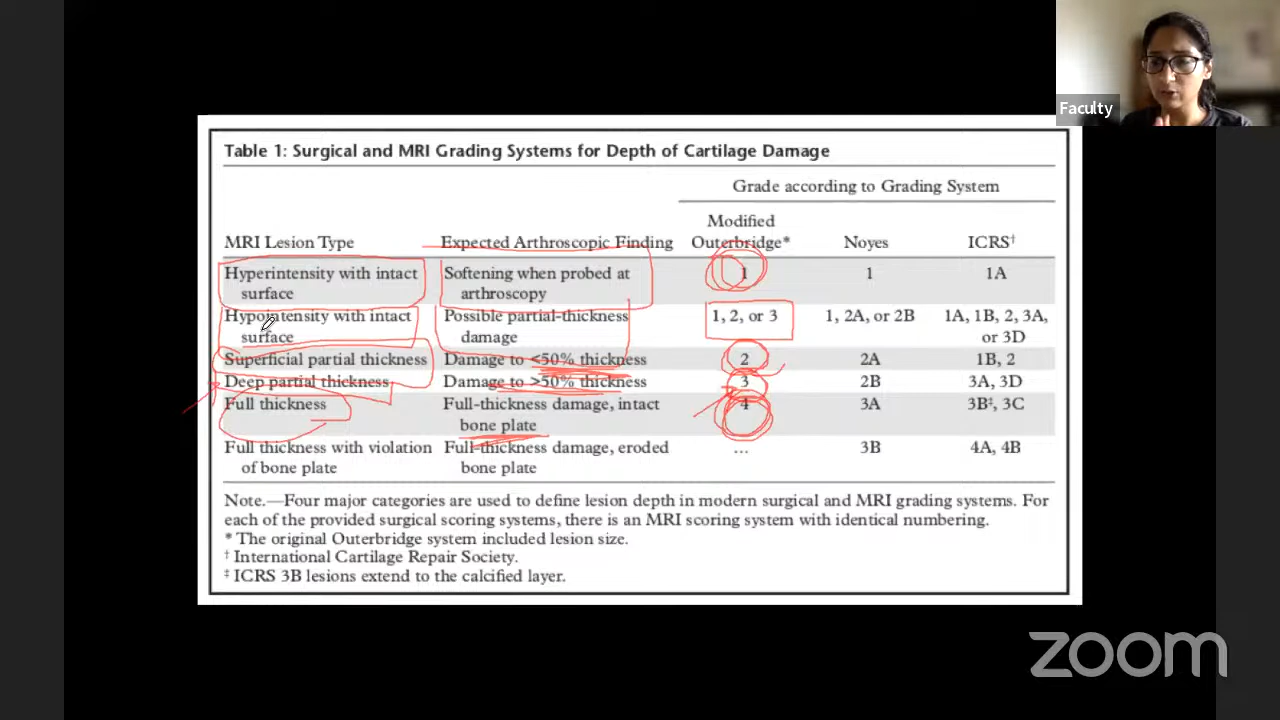 Faculty
Table 1: Surgical and MRI Grading Systems for Depth of Cartilage Damage
Grade according to Grading System
MRI Lesion Type Expected Arthroscopic Finding Modified Outerbridge* Noyes ICRS†
Hyperintensity with intact surface Softening when probed at arthroscopy 1 1 1A
Hypointensity with intact surface Possible partial-thickness damage 1, 2, or 3 1, 2A, or 2B 1A, 1B, 2, 3A, or 3D
Superficial partial thickness Damage to <50% thickness 2 2A 1B, 2
Deep partial thickness Damage to >50% thickness 3 2B 3A, 3D
Full thickness Full-thickness damage, intact bone plate 4 3A 3B‡, 3C
Full thickness with violation of bone plate Full-thickness damage, eroded bone plate ... 3B 4A, 4B
Note.—Four major categories are used to define lesion depth in modern surgical and MRI grading systems. For
each of the provided surgical scoring systems, there is an MRI scoring system with identical numbering.
* The original Outerbridge system included lesion size.
† International Cartilage Repair Society.
‡ ICRS 3B lesions extend to the calcified layer.
zoom